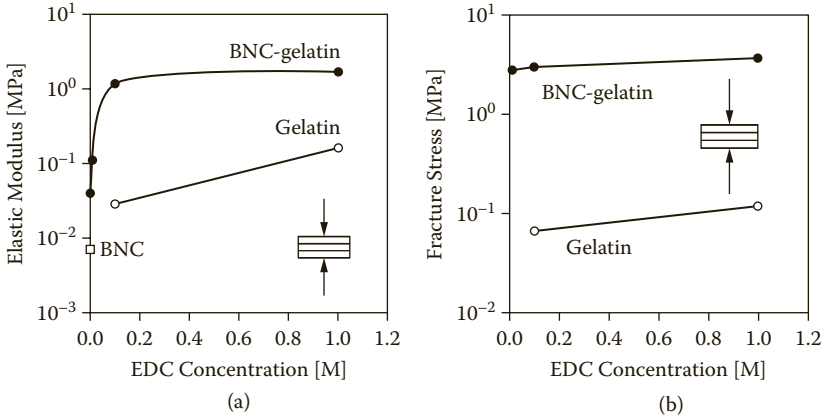 Elastic Modulus [MPa]
10¹
10⁰
10⁻¹
10⁻²
10⁻³
BNC-gelatin
Gelatin
BNC
0.0 0.2 0.4 0.6 0.8 1.0 1.2
EDC Concentration [M]
(a)
Fracture Stress [MPa]
10¹
10⁰
10⁻¹
10⁻²
BNC-gelatin
Gelatin
0.0 0.2 0.4 0.6 0.8 1.0 1.2
EDC Concentration [M]
(b)